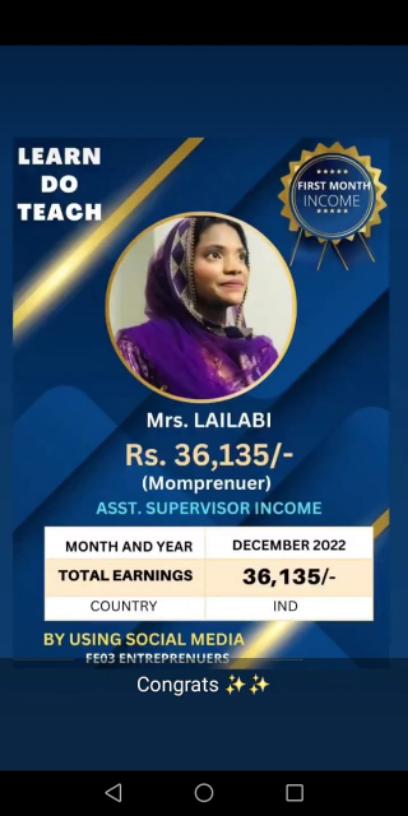 LEARN
DO
TEACH
FIRST MONTH
INCOME
Mrs. LAILABI
Rs. 36,135/-
(Momprenuer)
ASST. SUPERVISOR INCOME
MONTH AND YEAR DECEMBER 2022
TOTAL EARNINGS 36,135/-
COUNTRY IND
BY USING SOCIAL MEDIA
FE03 ENTREPRENUERS
Congrats ✨✨